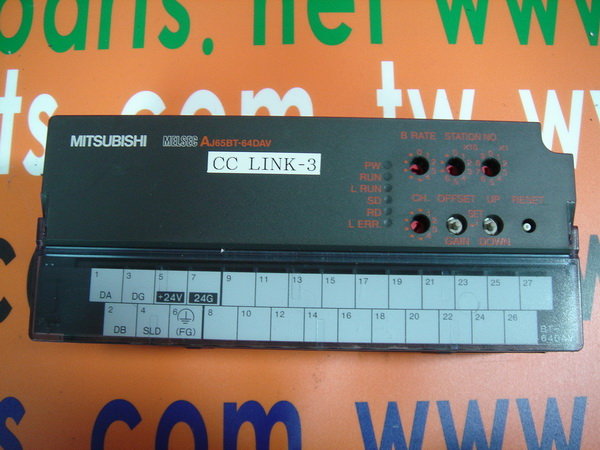 parts. net www
ts. com tw
MITSUBISHI MELSEC AJ65BT-64DAV
CC LINK-3
B RATE STATION NO.
X10 X1
PW
RUN
L RUN
SD
RD
L ERR.
CH. OFFSET UP RESET
SET
GAIN DOWN
1 3 5 7 9 11 13 15 17 19 21 23 25 27
DA DG +24V 24G
2 4 6 8 10 12 14 16 18 20 22 24 26
DB SLD (FG)
BT-
64DAV
www